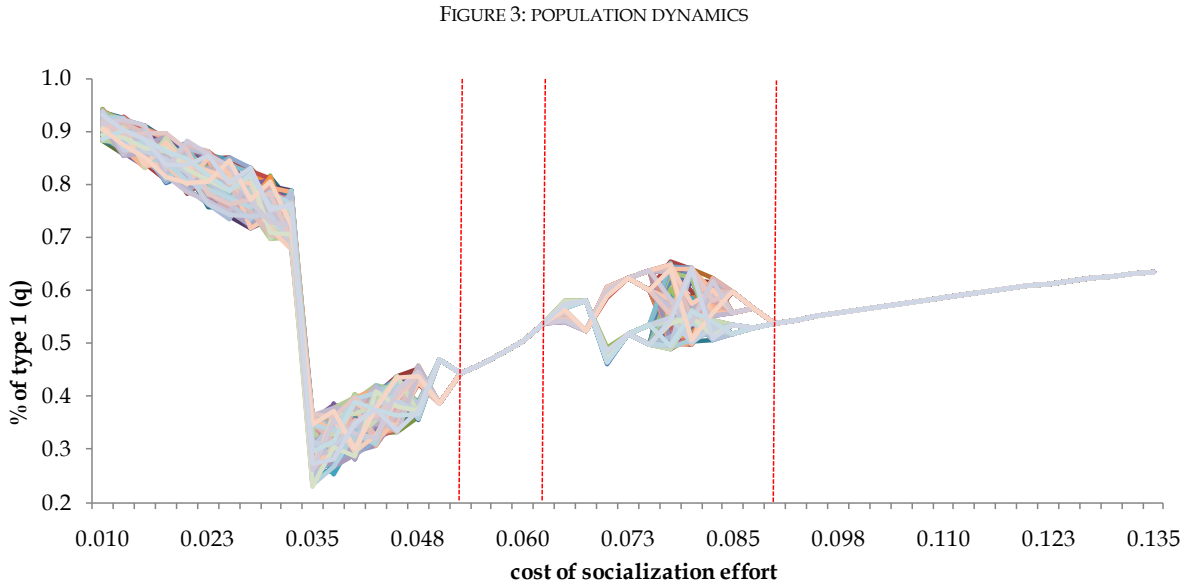 FIGURE 3: POPULATION DYNAMICS
% of type 1 (q)
1.0
0.9
0.8
0.7
0.6
0.5
0.4
0.3
0.2
0.010 0.023 0.035 0.048 0.060 0.073 0.085 0.098 0.110 0.123 0.135
cost of socialization effort